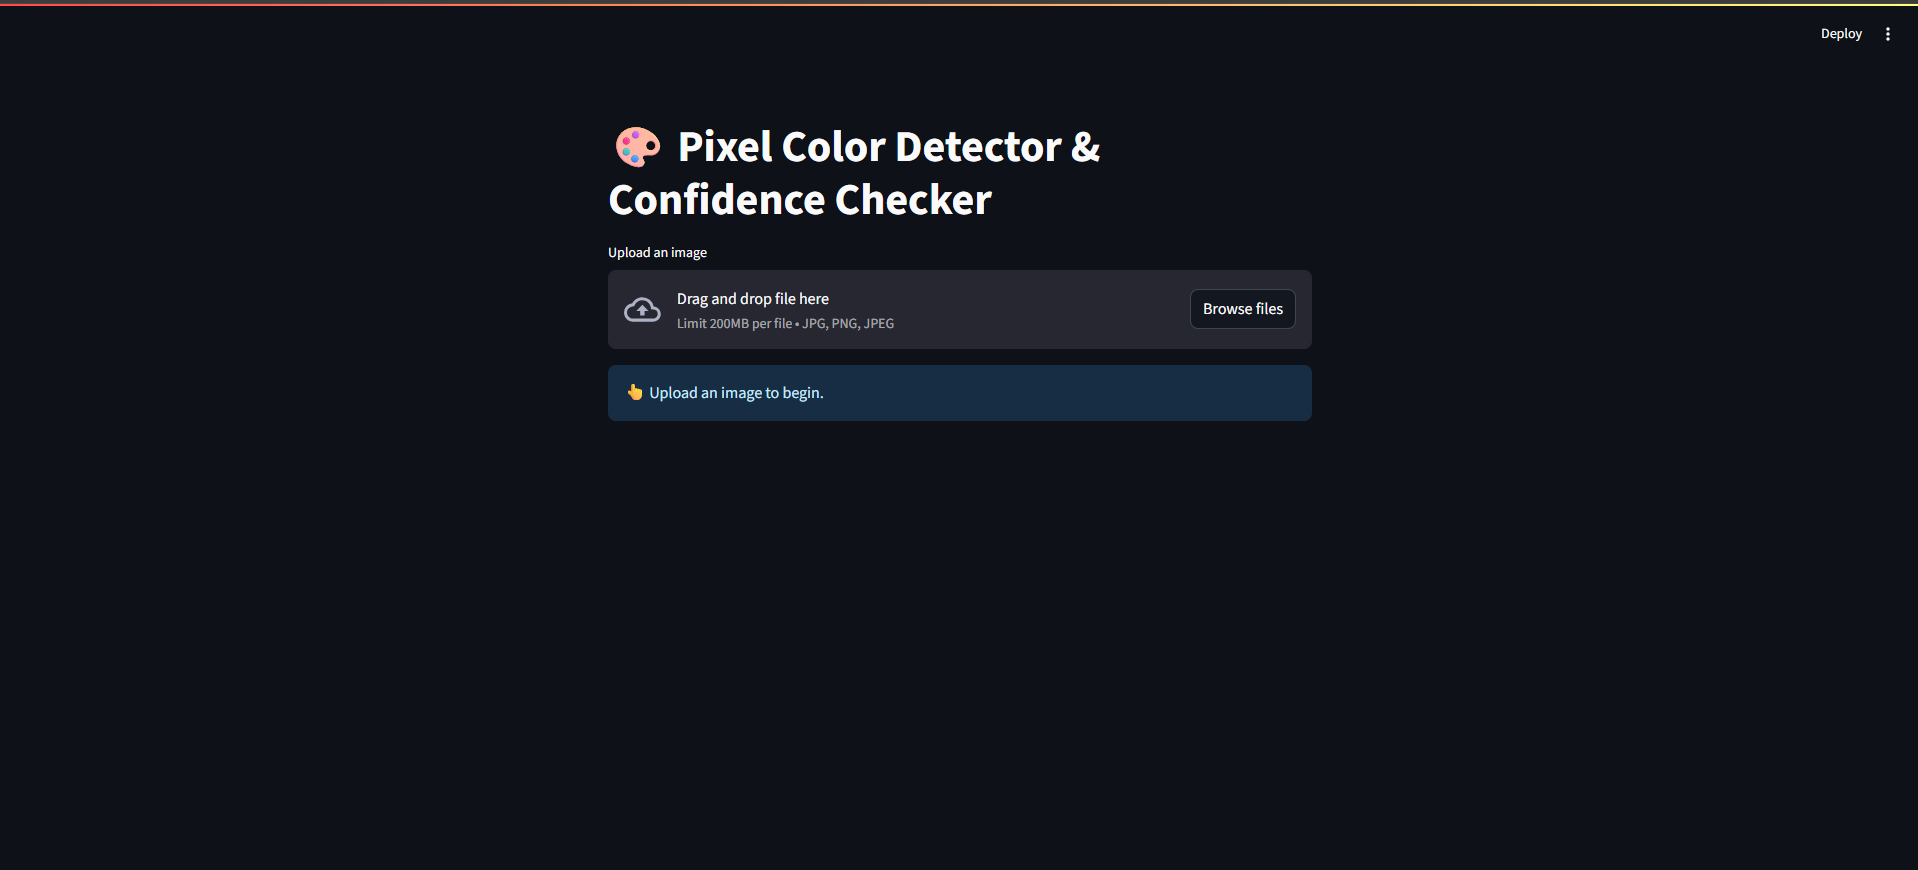 Deploy
Pixel Color Detector &
Confidence Checker
Upload an image
Drag and drop file here
Limit 200MB per file • JPG, PNG, JPEG
Browse files
Upload an image to begin.